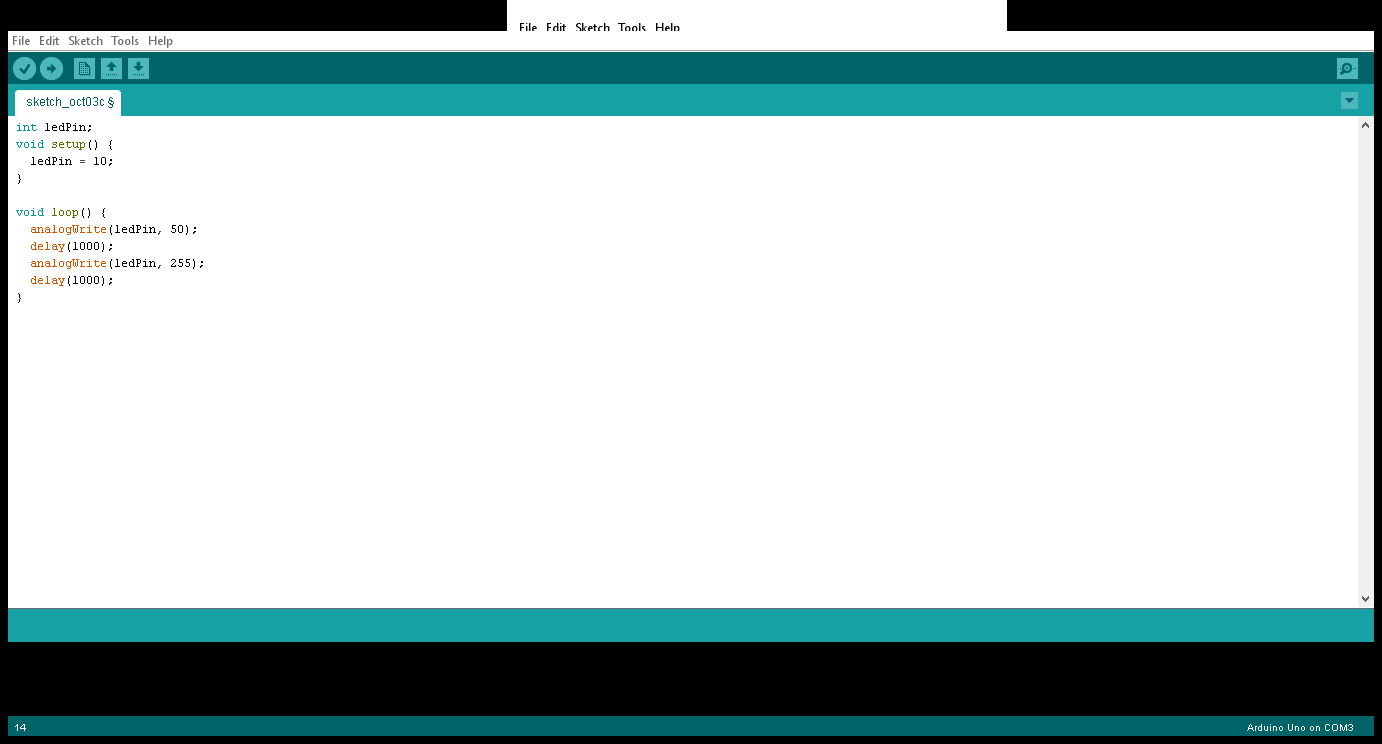 File Edit Sketch Tools Help
File Edit Sketch Tools Help
sketch_oct03c §
int ledPin;
void setup() {
  ledPin = 10;
}
void loop() {
  analogWrite(ledPin, 50);
  delay(1000);
  analogWrite(ledPin, 255);
  delay(1000);
}
14 Arduino Uno on COM3